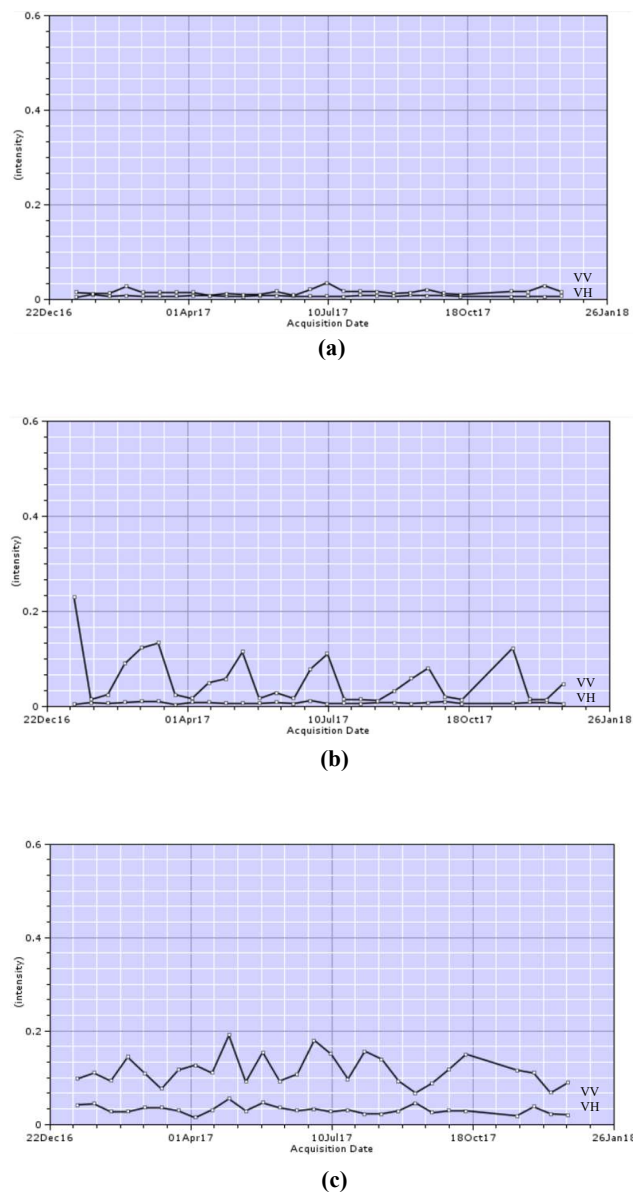 0.6
0.4
(intensity)
0.2
VV
VH
0
22Dec16 01Apr17 10Jul17 18Oct17 26Jan18
Acquisition Date
(a)
0.6
0.4
(intensity)
0.2
VV
VH
0
22Dec16 01Apr17 10Jul17 18Oct17 26Jan18
Acquisition Date
(b)
0.6
0.4
(intensity)
0.2
VV
VH
0
22Dec16 01Apr17 10Jul17 18Oct17 26Jan18
Acquisition Date
(c)